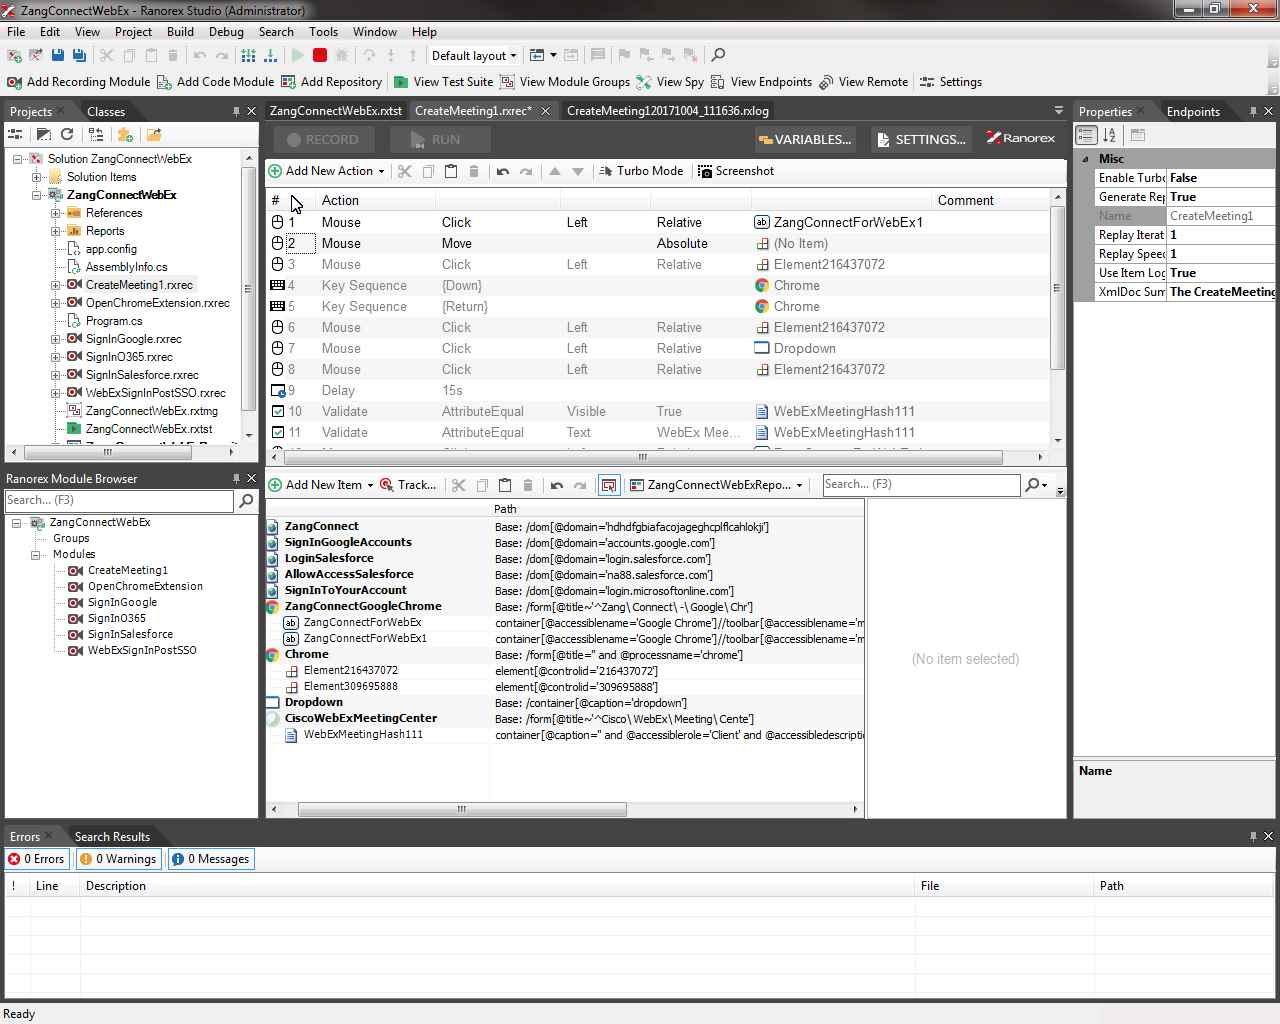 ZangConnectWebEx - Ranorex Studio (Administrator)
File Edit View Project Build Debug Search Tools Window Help
Default layout
Add Recording Module Add Code Module Add Repository View Test Suite View Module Groups View Spy View Endpoints View Remote Settings
Projects Classes
ZangConnectWebEx.rxtst CreateMeeting1.rxrec* CreateMeeting120171004_111636.rxlog
Properties Endpoints
RECORD RUN VARIABLES... SETTINGS... Ranorex
Solution ZangConnectWebEx
Solution Items
ZangConnectWebEx
References
Reports
app.config
AssemblyInfo.cs
CreateMeeting1.rxrec
OpenChromeExtension.rxrec
Program.cs
SignInGoogle.rxrec
SignInO365.rxrec
SignInSalesforce.rxrec
WebExSignInPostSSO.rxrec
ZangConnectWebEx.rxtmg
ZangConnectWebEx.rxtst
Add New Action Turbo Mode Screenshot
# Action Comment
1 Mouse Click Left Relative ZangConnectForWebEx1
2 Mouse Move Absolute (No Item)
3 Mouse Click Left Relative Element216437072
4 Key Sequence {Down} Chrome
5 Key Sequence {Return} Chrome
6 Mouse Click Left Relative Element216437072
7 Mouse Click Left Relative Dropdown
8 Mouse Click Left Relative Element216437072
9 Delay 15s
10 Validate AttributeEqual Visible True WebExMeetingHash111
11 Validate AttributeEqual Text WebEx Mee... WebExMeetingHash111
Misc
Enable Turbo False
Generate Rep True
Name CreateMeeting1
Replay Iterat 1
Replay Speed 1
Use Item Log True
XmlDoc Sum The CreateMeeting
Name
Ranorex Module Browser
Search... (F3)
ZangConnectWebEx
Groups
Modules
CreateMeeting1
OpenChromeExtension
SignInGoogle
SignInO365
SignInSalesforce
WebExSignInPostSSO
Add New Item Track... ZangConnectWebExRepo... Search... (F3)
Path
ZangConnect Base: /dom[@domain='hdhdfgbiafacojageghcplflcahlokji']
SignInGoogleAccounts Base: /dom[@domain='accounts.google.com']
LoginSalesforce Base: /dom[@domain='login.salesforce.com']
AllowAccessSalesforce Base: /dom[@domain='na88.salesforce.com']
SignInToYourAccount Base: /dom[@domain='login.microsoftonline.com']
ZangConnectGoogleChrome Base: /form[@title~'^Zang\ Connect\ -\ Google\ Chr']
ZangConnectForWebEx container[@accessiblename='Google Chrome']//toolbar[@accessiblename='m
ZangConnectForWebEx1 container[@accessiblename='Google Chrome']//toolbar[@accessiblename='m
Chrome Base: /form[@title='' and @processname='chrome']
Element216437072 element[@controlid='216437072']
Element309695888 element[@controlid='309695888']
Dropdown Base: /container[@caption='dropdown']
CiscoWebExMeetingCenter Base: /form[@title~'^Cisco\ WebEx\ Meeting\ Cente']
WebExMeetingHash111 container[@caption='' and @accessiblerole='Client' and @accessibledescriptio
(No item selected)
Errors Search Results
0 Errors 0 Warnings 0 Messages
! Line Description File Path
Ready